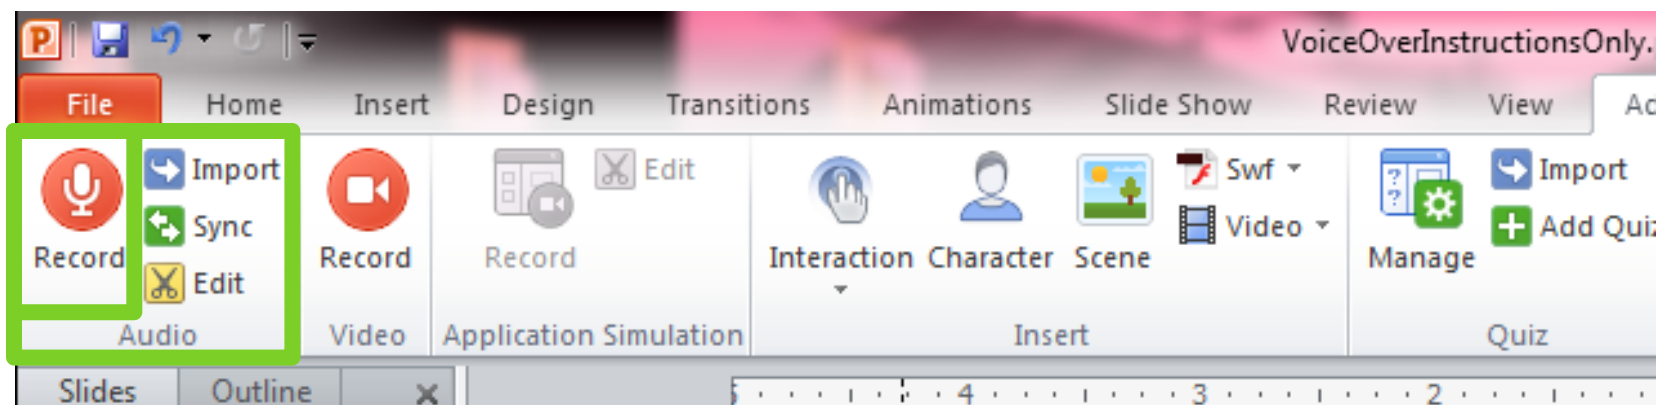 VoiceOverInstructionsOnly.
File Home Insert Design Transitions Animations Slide Show Review View
Import Edit Swf Import
Sync Video Add Quiz
Record Record Record Interaction Character Scene Manage
Edit
Audio Video Application Simulation Insert Quiz
Slides Outline 4 3 2